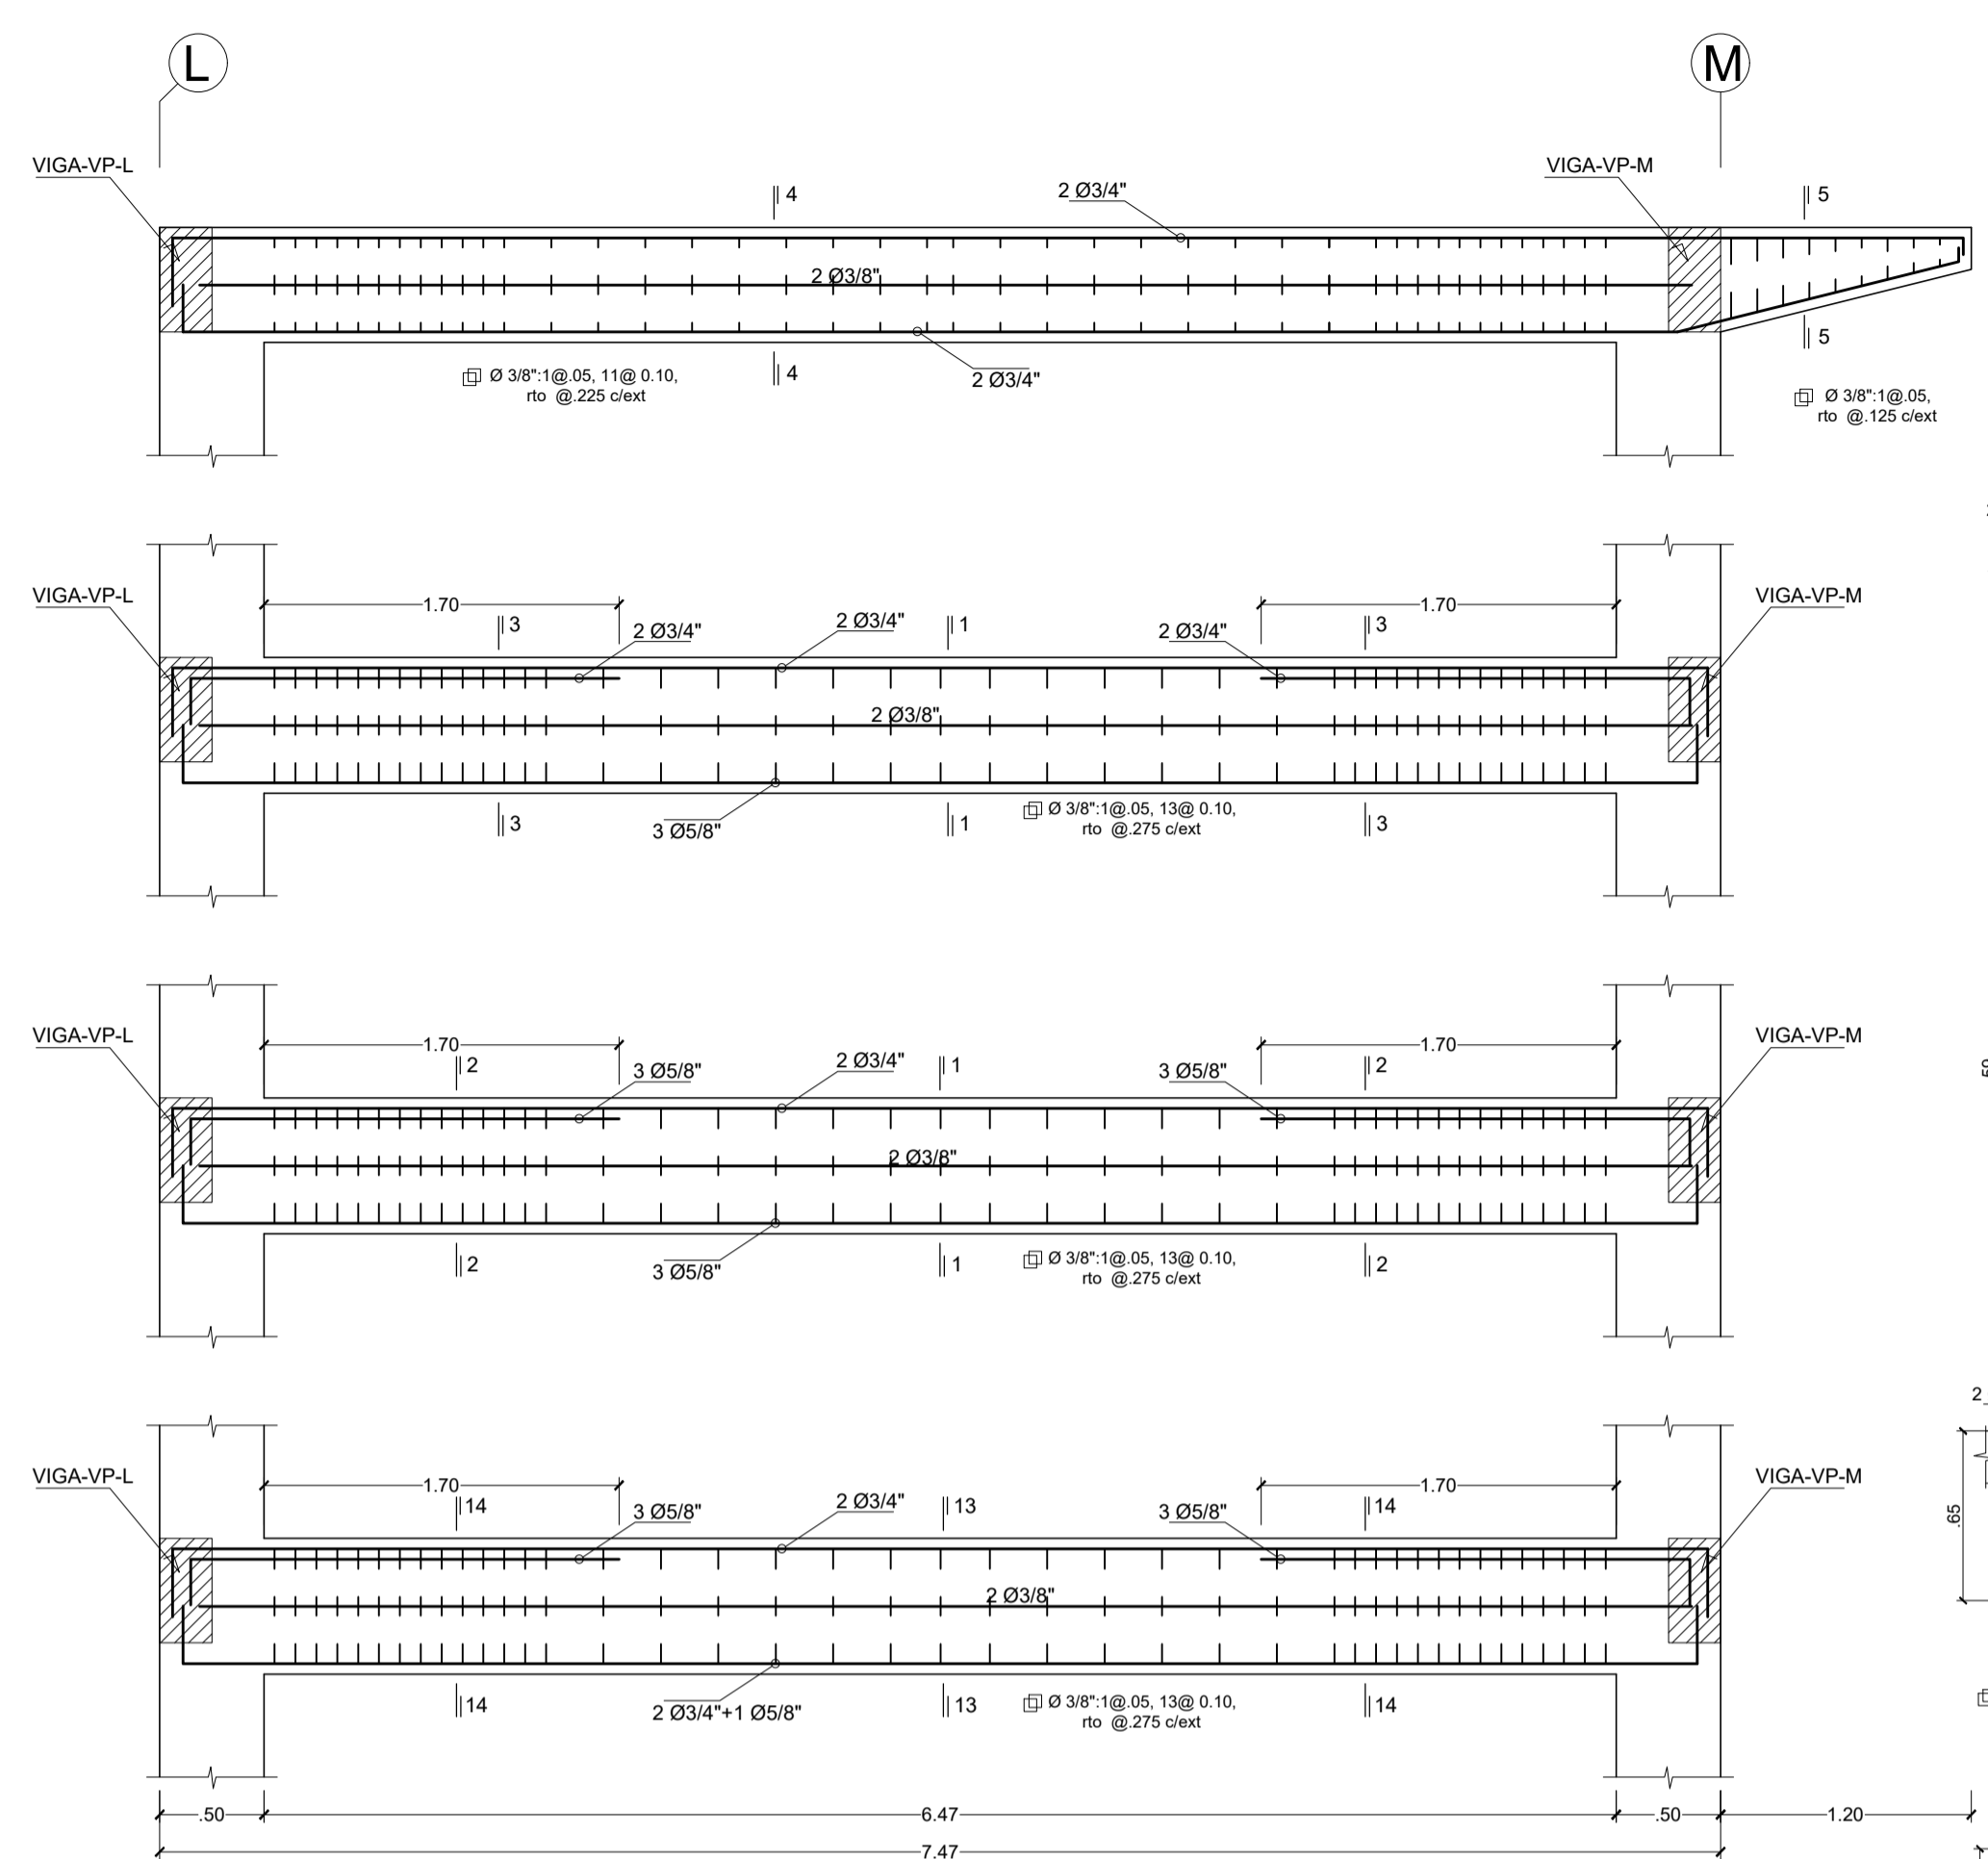 L
M
VIGA-VP-L
VIGA-VP-M
4
2 Ø3/4"
5
2 Ø3/8"
4
2 Ø3/4"
5
Ø 3/8":1@.05, 11@ 0.10,
rto @.225 c/ext
Ø 3/8":1@.05,
rto @.125 c/ext
VIGA-VP-L
VIGA-VP-M
1.70
1.70
3
2 Ø3/4"
2 Ø3/4"
1
2 Ø3/4"
3
2 Ø3/8"
3
3 Ø5/8"
1
Ø 3/8":1@.05, 13@ 0.10,
rto @.275 c/ext
3
VIGA-VP-L
VIGA-VP-M
1.70
1.70
2
3 Ø5/8"
2 Ø3/4"
1
3 Ø5/8"
2
2 Ø3/8"
2
3 Ø5/8"
1
Ø 3/8":1@.05, 13@ 0.10,
rto @.275 c/ext
2
VIGA-VP-L
VIGA-VP-M
1.70
1.70
14
3 Ø5/8"
2 Ø3/4"
13
3 Ø5/8"
14
2 Ø3/8"
14
2 Ø3/4"+1 Ø5/8"
13
Ø 3/8":1@.05, 13@ 0.10,
rto @.275 c/ext
14
2
.65
.50
6.47
.50
1.20
7.47